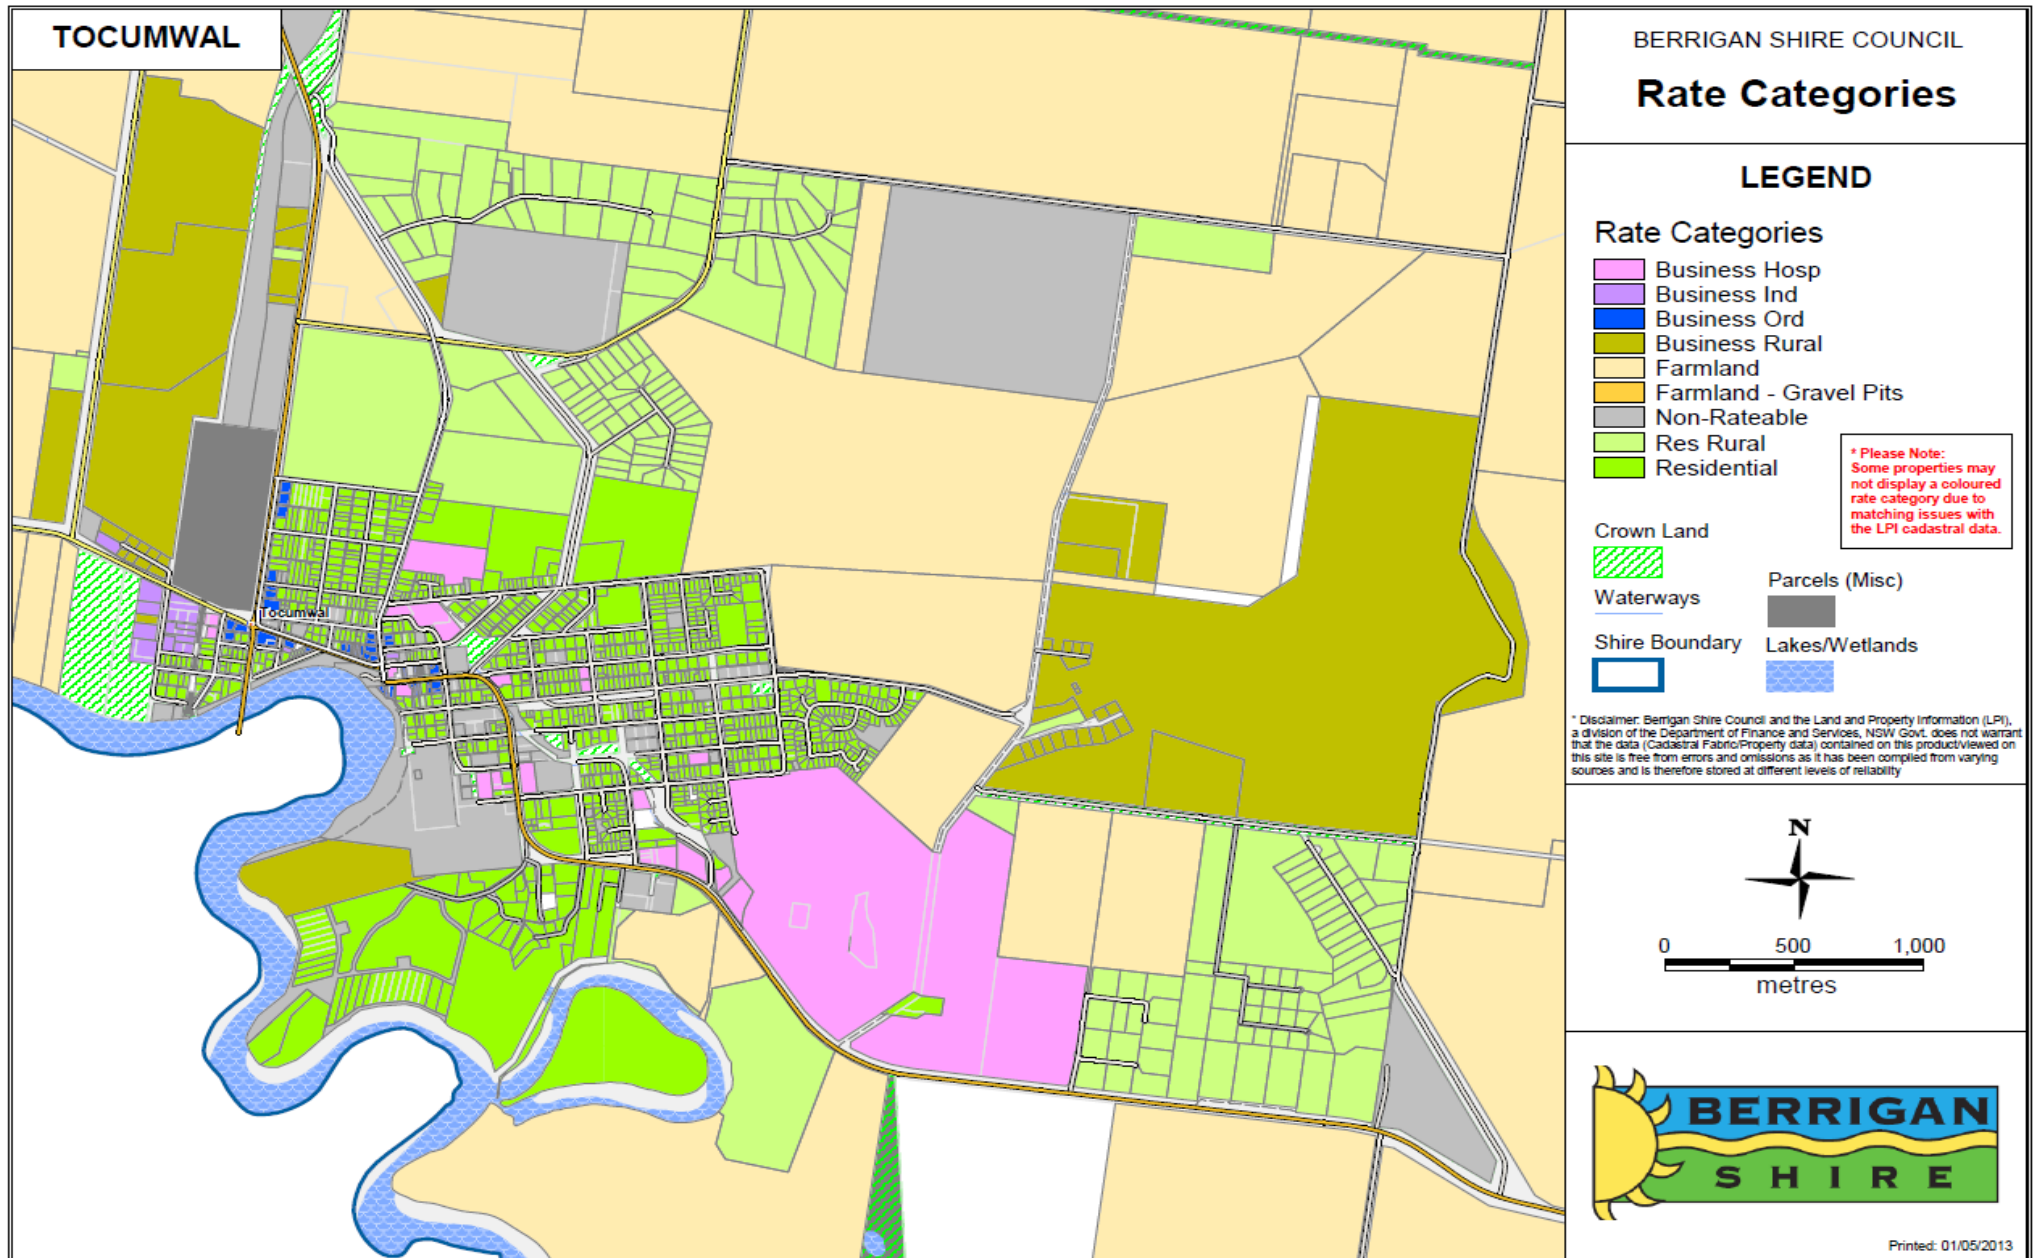 TOCUMWAL
Tocumwal
BERRIGAN SHIRE COUNCIL
Rate Categories
LEGEND
Rate Categories
Business Hosp
Business Ind
Business Ord
Business Rural
Farmland
Farmland - Gravel Pits
Non-Rateable
Res Rural
Residential
* Please Note:
Some properties may
not display a coloured
rate category due to
matching issues with
the LPI cadastral data.
Crown Land
Waterways
Shire Boundary
Parcels (Misc)
Lakes/Wetlands
* Disclaimer: Berrigan Shire Council and the Land and Property Information (LPI),
a division of the Department of Finance and Services, NSW Govt. does not warrant
that the data (Cadastral Fabric/Property data) contained on this product/viewed on
this site is free from errors and omissions as it has been compiled from varying
sources and is therefore stored at different levels of reliability
N
0 500 1,000
metres
BERRIGAN
SHIRE
Printed: 01/05/2013